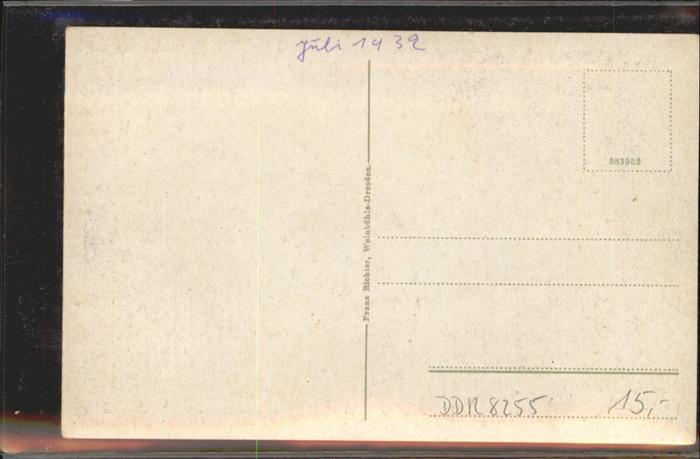 Juli 1932
383952
Franz Richter, Weinböhla-Dresden.
DDR 8255 15,-